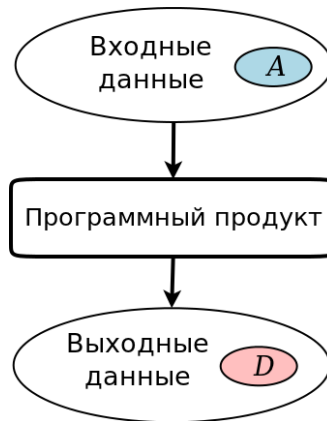 Входные
данные
A
Программный продукт
Выходные
данные
D